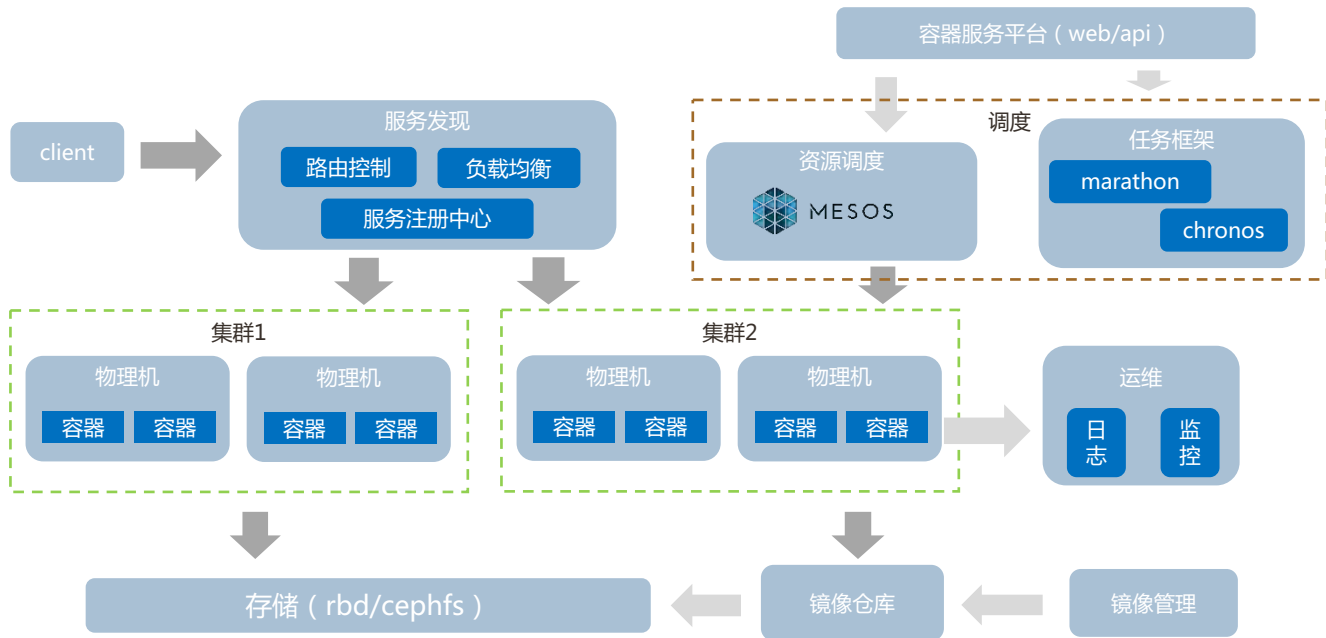 容器服务平台（web/api）
client
服务发现
路由控制
负载均衡
服务注册中心
调度
资源调度
MESOS
任务框架
marathon
chronos
集群1
物理机
容器
容器
物理机
容器
容器
集群2
物理机
容器
容器
物理机
容器
容器
运维
日
志
监
控
存储（rbd/cephfs）
镜像仓库
镜像管理